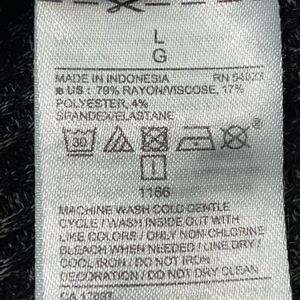 L
G
MADE IN INDONESIA RN 54023
US : 79% RAYON/VISCOSE, 17%
POLYESTER, 4%
SPANDEX/ELASTANE
30
1166
MACHINE WASH COLD GENTLE
CYCLE / WASH INSIDE OUT WITH
LIKE COLORS / ONLY NON-CHLORINE
BLEACH WHEN NEEDED / LINE DRY /
COOL IRON / DO NOT IRON
DECORATION / DO NOT DRY CLEAN
CA 17897